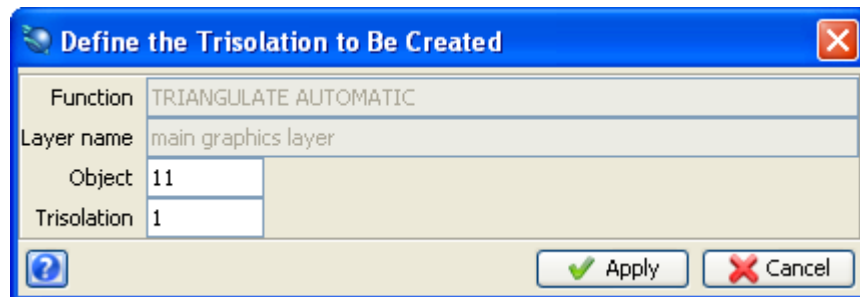 Define the Trisolation to Be Created
Function TRIANGULATE AUTOMATIC
Layer name main graphics layer
Object 11
Trisolation 1
? Apply Cancel